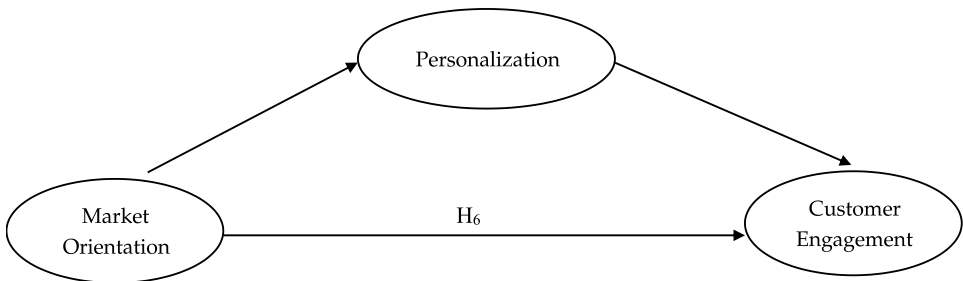 Personalization
Market
Orientation
H₆
Customer
Engagement